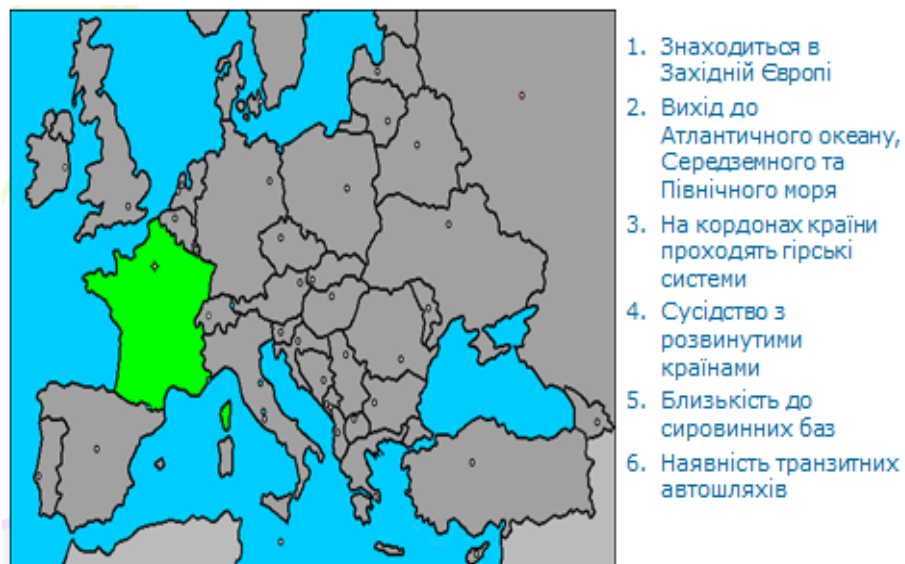 1. Знаходиться в
Західній Європі
2. Вихід до
Атлантичного океану,
Середземного та
Північного моря
3. На кордонах країни
проходять гірські
системи
4. Сусідство з
розвинутими
країнами
5. Близькість до
сировинних баз
6. Наявність транзитних
автошляхів